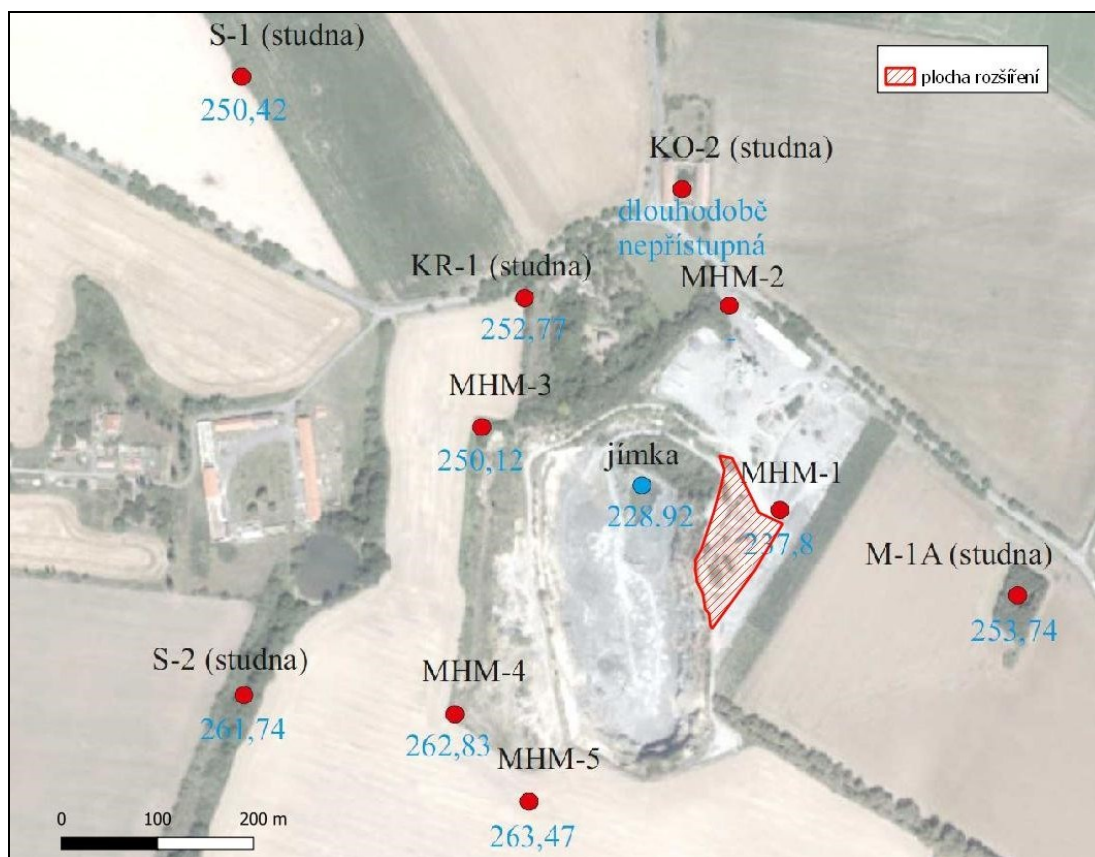 S-1 (studna)
250,42
plocha rozšíření
KO-2 (studna)
dlouhodobě
nepřístupná
KR-1 (studna)
252,77
MHM-2
-
MHM-3
250,12
jímka
228.92
MHM-1
237,8
M-1A (studna)
253,74
S-2 (studna)
261,74
MHM-4
262,83
MHM-5
263,47
0 100 200 m